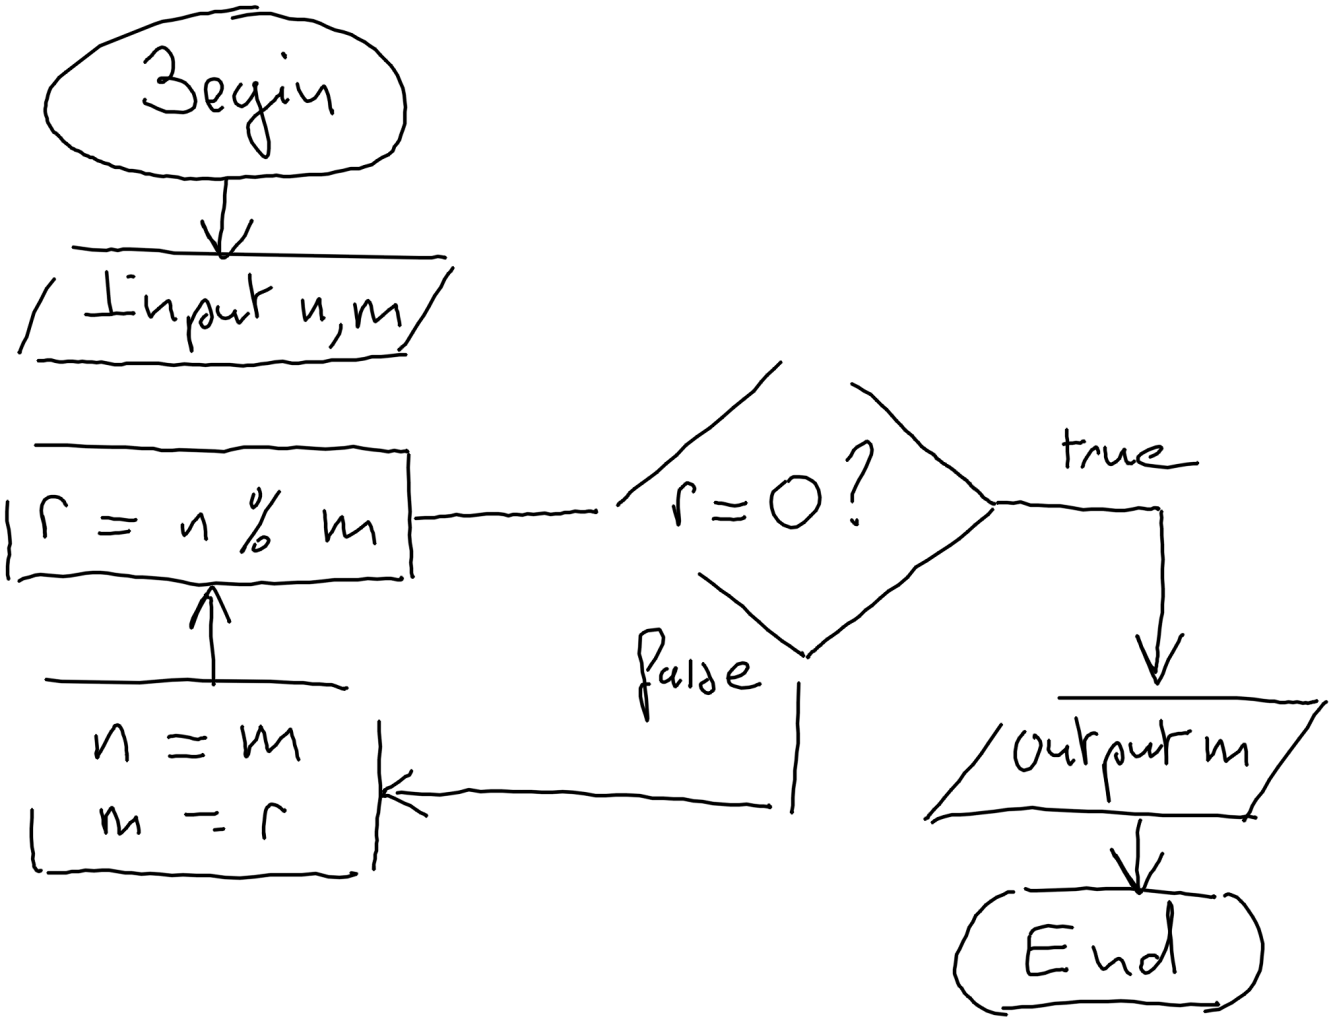 Begin
Input n,m
r = n % m
r = 0 ?
true
false
n = m
m = r
Output m
End